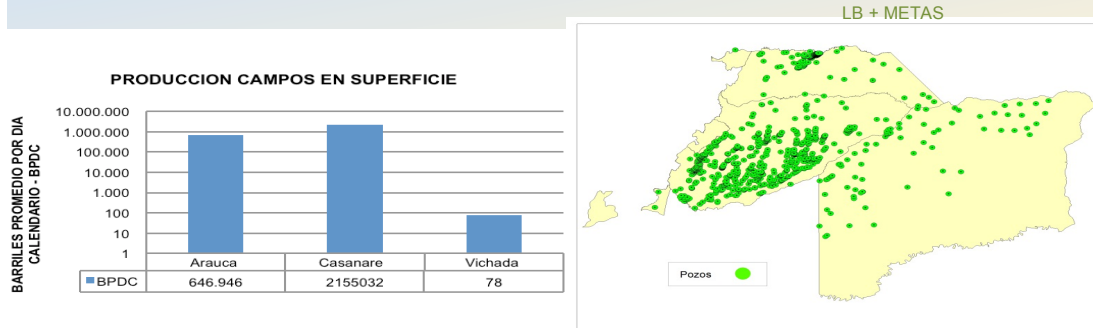 LB + METAS
PRODUCCION CAMPOS EN SUPERFICIE
BARRILES PROMEDIO POR DIA
CALENDARIO - BPDC
10.000.000
1.000.000
100.000
10.000
1.000
100
10
1
Arauca Casanare Vichada
BPDC 646.946 2155032 78
Pozos